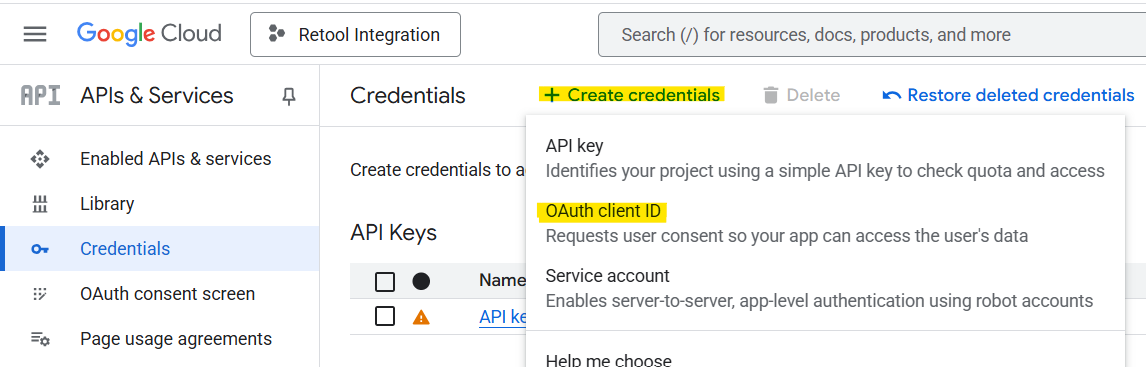 Google Cloud
Retool Integration
Search (/) for resources, docs, products, and more
API
APIs & Services
Credentials
+ Create credentials
Delete
Restore deleted credentials
Enabled APIs & services
Library
Credentials
OAuth consent screen
Page usage agreements
Create credentials to a
API Keys
Name
API ke
API key
Identifies your project using a simple API key to check quota and access
OAuth client ID
Requests user consent so your app can access the user's data
Service account
Enables server-to-server, app-level authentication using robot accounts
Help me choose